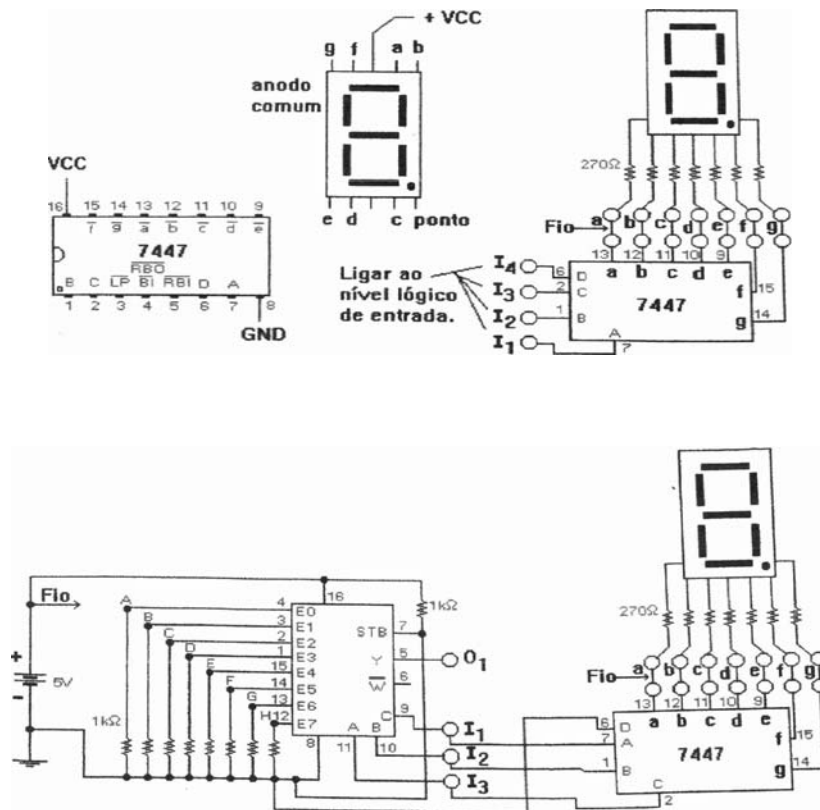 + VCC
g f a b
anodo
comum
e d c ponto
VCC
16 15 14 13 12 11 10 9
f g a b c d e
7447
RBO
B C LP BI RBI D A
1 2 3 4 5 6 7 8
GND
270Ω
Fio
a b c d e f g
13 12 11 10 9
a b c d e
Ligar ao
nível lógico
de entrada.
I4 6 D
I3 2 C
I2 1 B
I1 A 7
7447
f 15
g 14
Fio
+
-
5V
1kΩ
A 4 E0
B 3 E1
C 2 E2
D 1 E3
E 15 E4
F 14 E5
G 13 E6
H 12 E7
16
1kΩ
STB 7
Y 5 O1
W 6
C 9 I1
A B
8 11 10
I2
I3
270Ω
Fio
a b c d e f g
13 12 11 10 9
a b c d e
6 D
7 A
1 B
C 2
7447
f 15
g 14